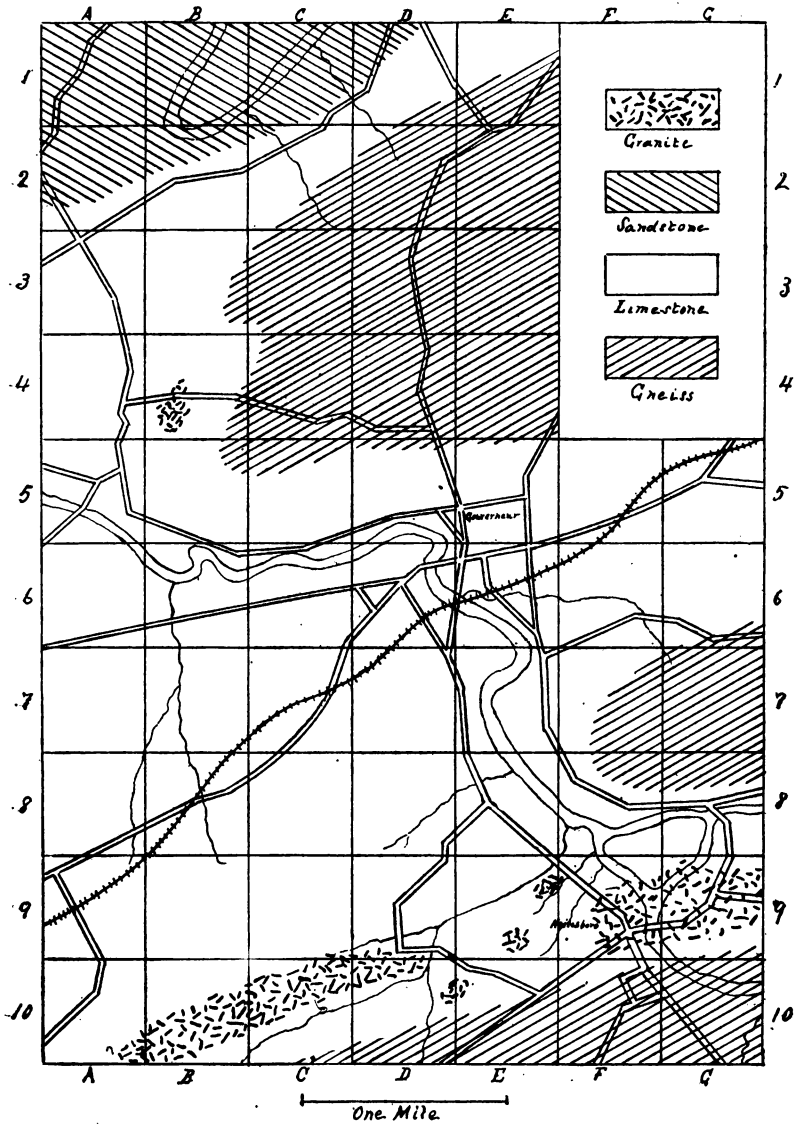 A B C D E F G
1 1
Granite
2 2
Sandstone
3 3
Limestone
4 4
Gneiss
5 5
Gouverneur
6 6
7 7
8 8
9 9
10 10
A B C D E F G
One Mile